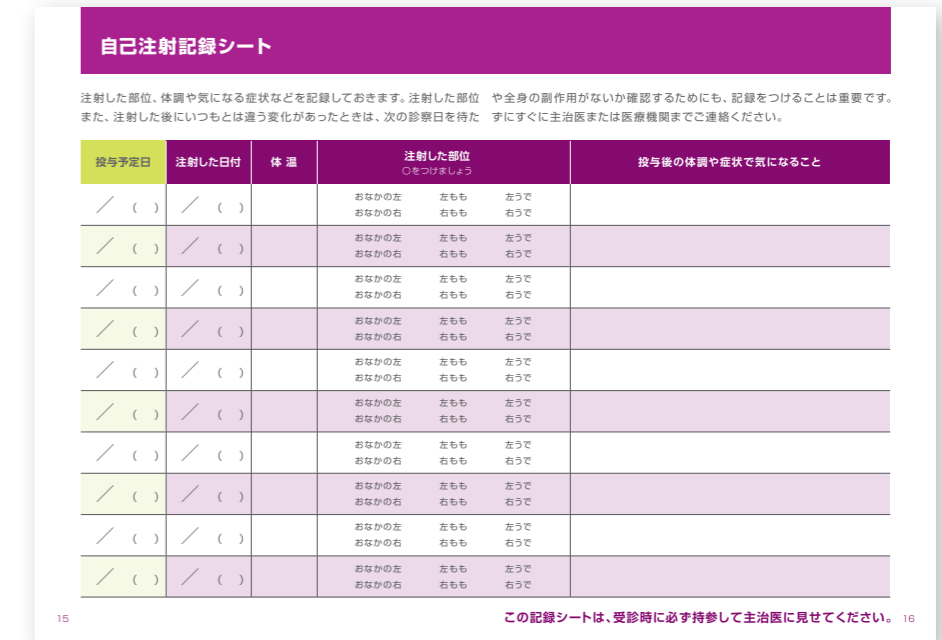 自己注射記録シート
注射した部位、体調や気になる症状などを記録しておきます。注射した部位 や全身の副作用がないか確認するためにも、記録をつけることは重要です。
また、注射した後にいつもとは違う変化があったときは、次の診察日を待た ずにすぐに主治医または医療機関までご連絡ください。
投与予定日 注射した日付 体 温 注射した部位 投与後の体調や症状で気になること
○をつけましょう
／ （ ） ／ （ ） おなかの左 左もも 左うで
おなかの右 右もも 右うで
／ （ ） ／ （ ） おなかの左 左もも 左うで
おなかの右 右もも 右うで
／ （ ） ／ （ ） おなかの左 左もも 左うで
おなかの右 右もも 右うで
／ （ ） ／ （ ） おなかの左 左もも 左うで
おなかの右 右もも 右うで
／ （ ） ／ （ ） おなかの左 左もも 左うで
おなかの右 右もも 右うで
／ （ ） ／ （ ） おなかの左 左もも 左うで
おなかの右 右もも 右うで
／ （ ） ／ （ ） おなかの左 左もも 左うで
おなかの右 右もも 右うで
／ （ ） ／ （ ） おなかの左 左もも 左うで
おなかの右 右もも 右うで
／ （ ） ／ （ ） おなかの左 左もも 左うで
おなかの右 右もも 右うで
／ （ ） ／ （ ） おなかの左 左もも 左うで
おなかの右 右もも 右うで
15 この記録シートは、受診時に必ず持参して主治医に見せてください。 16